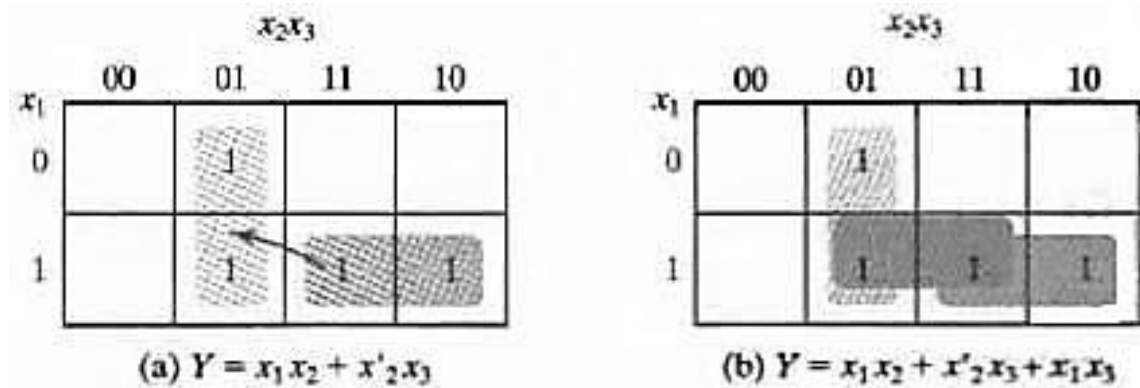 x₂x₃
00 01 11 10
x₁
0 1
1 1 1 1
(a) Y = x₁x₂ + x'₂x₃
x₂x₃
00 01 11 10
x₁
0 1
1 1 1 1
(b) Y = x₁x₂ + x'₂x₃ + x₁x₃